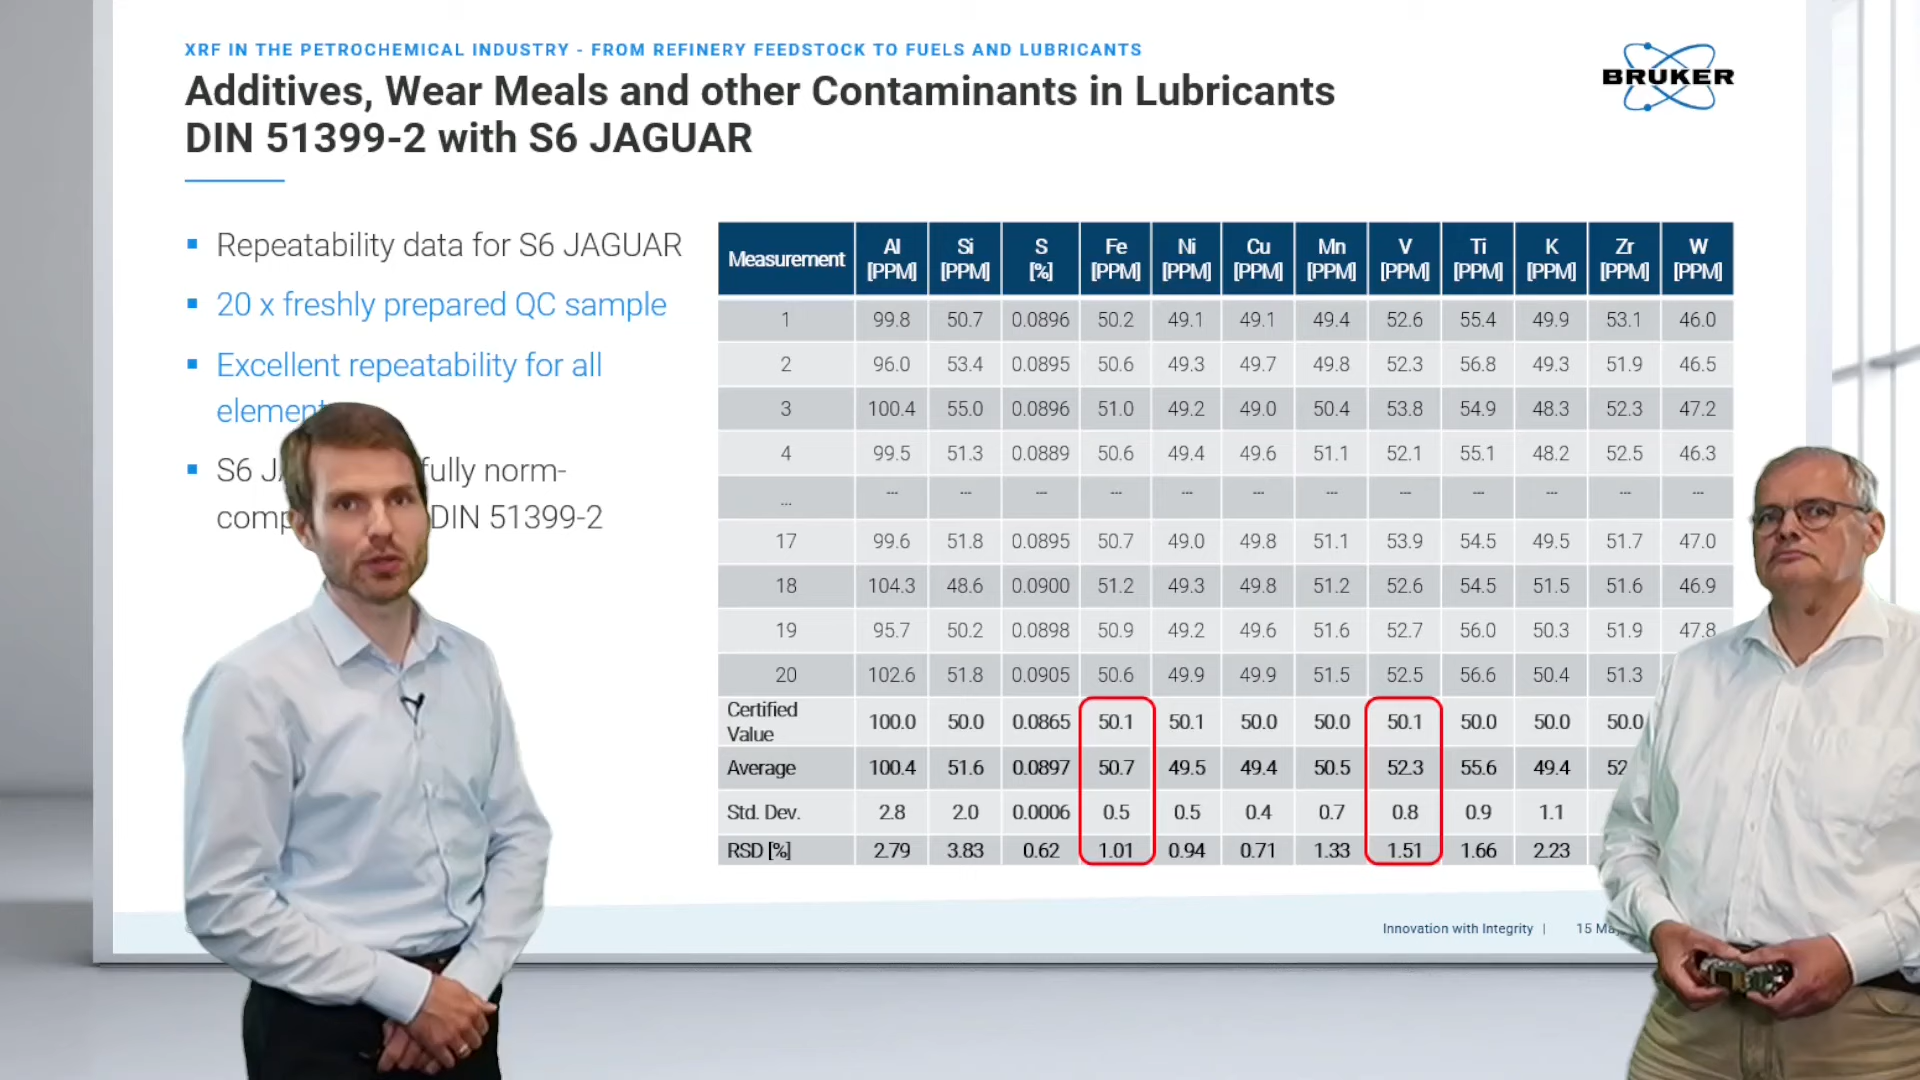 XRF IN THE PETROCHEMICAL INDUSTRY - FROM REFINERY FEEDSTOCK TO FUELS AND LUBRICANTS
Additives, Wear Meals and other Contaminants in Lubricants
DIN 51399-2 with S6 JAGUAR
BRUKER
Repeatability data for S6 JAGUAR
20 x freshly prepared QC sample
Excellent repeatability for all
S6 fully norm-
DIN 51399-2
Measurement Al [PPM] Si [PPM] S [%] Fe [PPM] Ni [PPM] Cu [PPM] Mn [PPM] V [PPM] Ti [PPM] K [PPM] Zr [PPM] W [PPM]
1 99.8 50.7 0.0896 50.2 49.1 49.1 49.4 52.6 55.4 49.9 53.1 46.0
2 96.0 53.4 0.0895 50.6 49.3 49.7 49.8 52.3 56.8 49.3 51.9 46.5
3 100.4 55.0 0.0896 51.0 49.2 49.0 50.4 53.8 54.9 48.3 52.3 47.2
4 99.5 51.3 0.0889 50.6 49.4 49.6 51.1 52.1 55.1 48.2 52.5 46.3
... ... ... ... ... ... ... ... ... ... ... ... ...
17 99.6 51.8 0.0895 50.7 49.0 49.8 51.1 53.9 54.5 49.5 51.7 47.0
18 104.3 48.6 0.0900 51.2 49.3 49.8 51.2 52.6 54.5 51.5 51.6 46.9
19 95.7 50.2 0.0898 50.9 49.2 49.6 51.6 52.7 56.0 50.3 51.9 47.8
20 102.6 51.8 0.0905 50.6 49.9 49.9 51.5 52.5 56.6 50.4 51.3
Certified Value 100.0 50.0 0.0865 50.1 50.1 50.0 50.0 50.1 50.0 50.0 50.0
Average 100.4 51.6 0.0897 50.7 49.5 49.4 50.5 52.3 55.6 49.4
Std. Dev. 2.8 2.0 0.0006 0.5 0.5 0.4 0.7 0.8 0.9 1.1
RSD [%] 2.79 3.83 0.62 1.01 0.94 0.71 1.33 1.51 1.66 2.23
Innovation with Integrity | 15